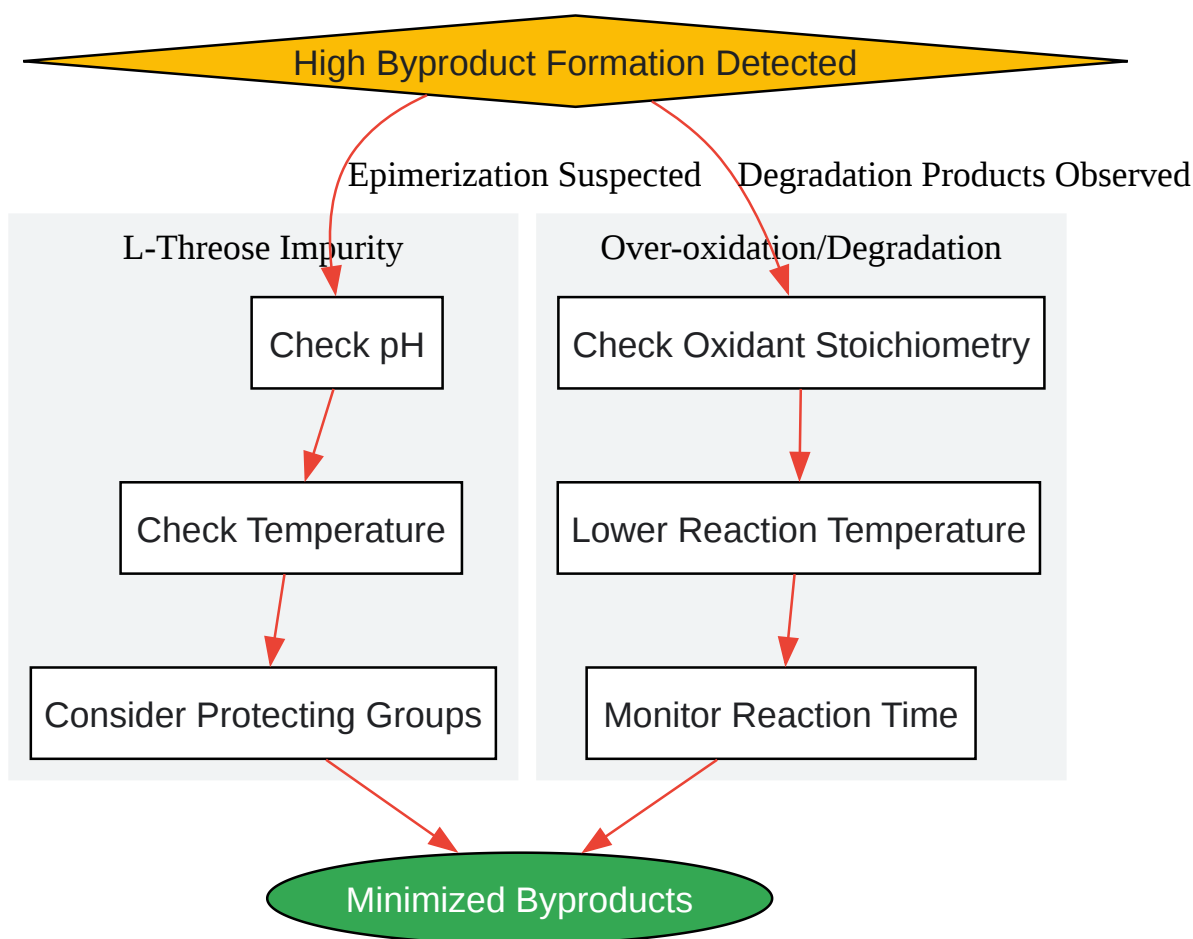 High Byproduct Formation Detected
Epimerization Suspected
Degradation Products Observed
L-Threose Impurity
Over-oxidation/Degradation
Check pH
Check Oxidant Stoichiometry
Check Temperature
Lower Reaction Temperature
Consider Protecting Groups
Monitor Reaction Time
Minimized Byproducts